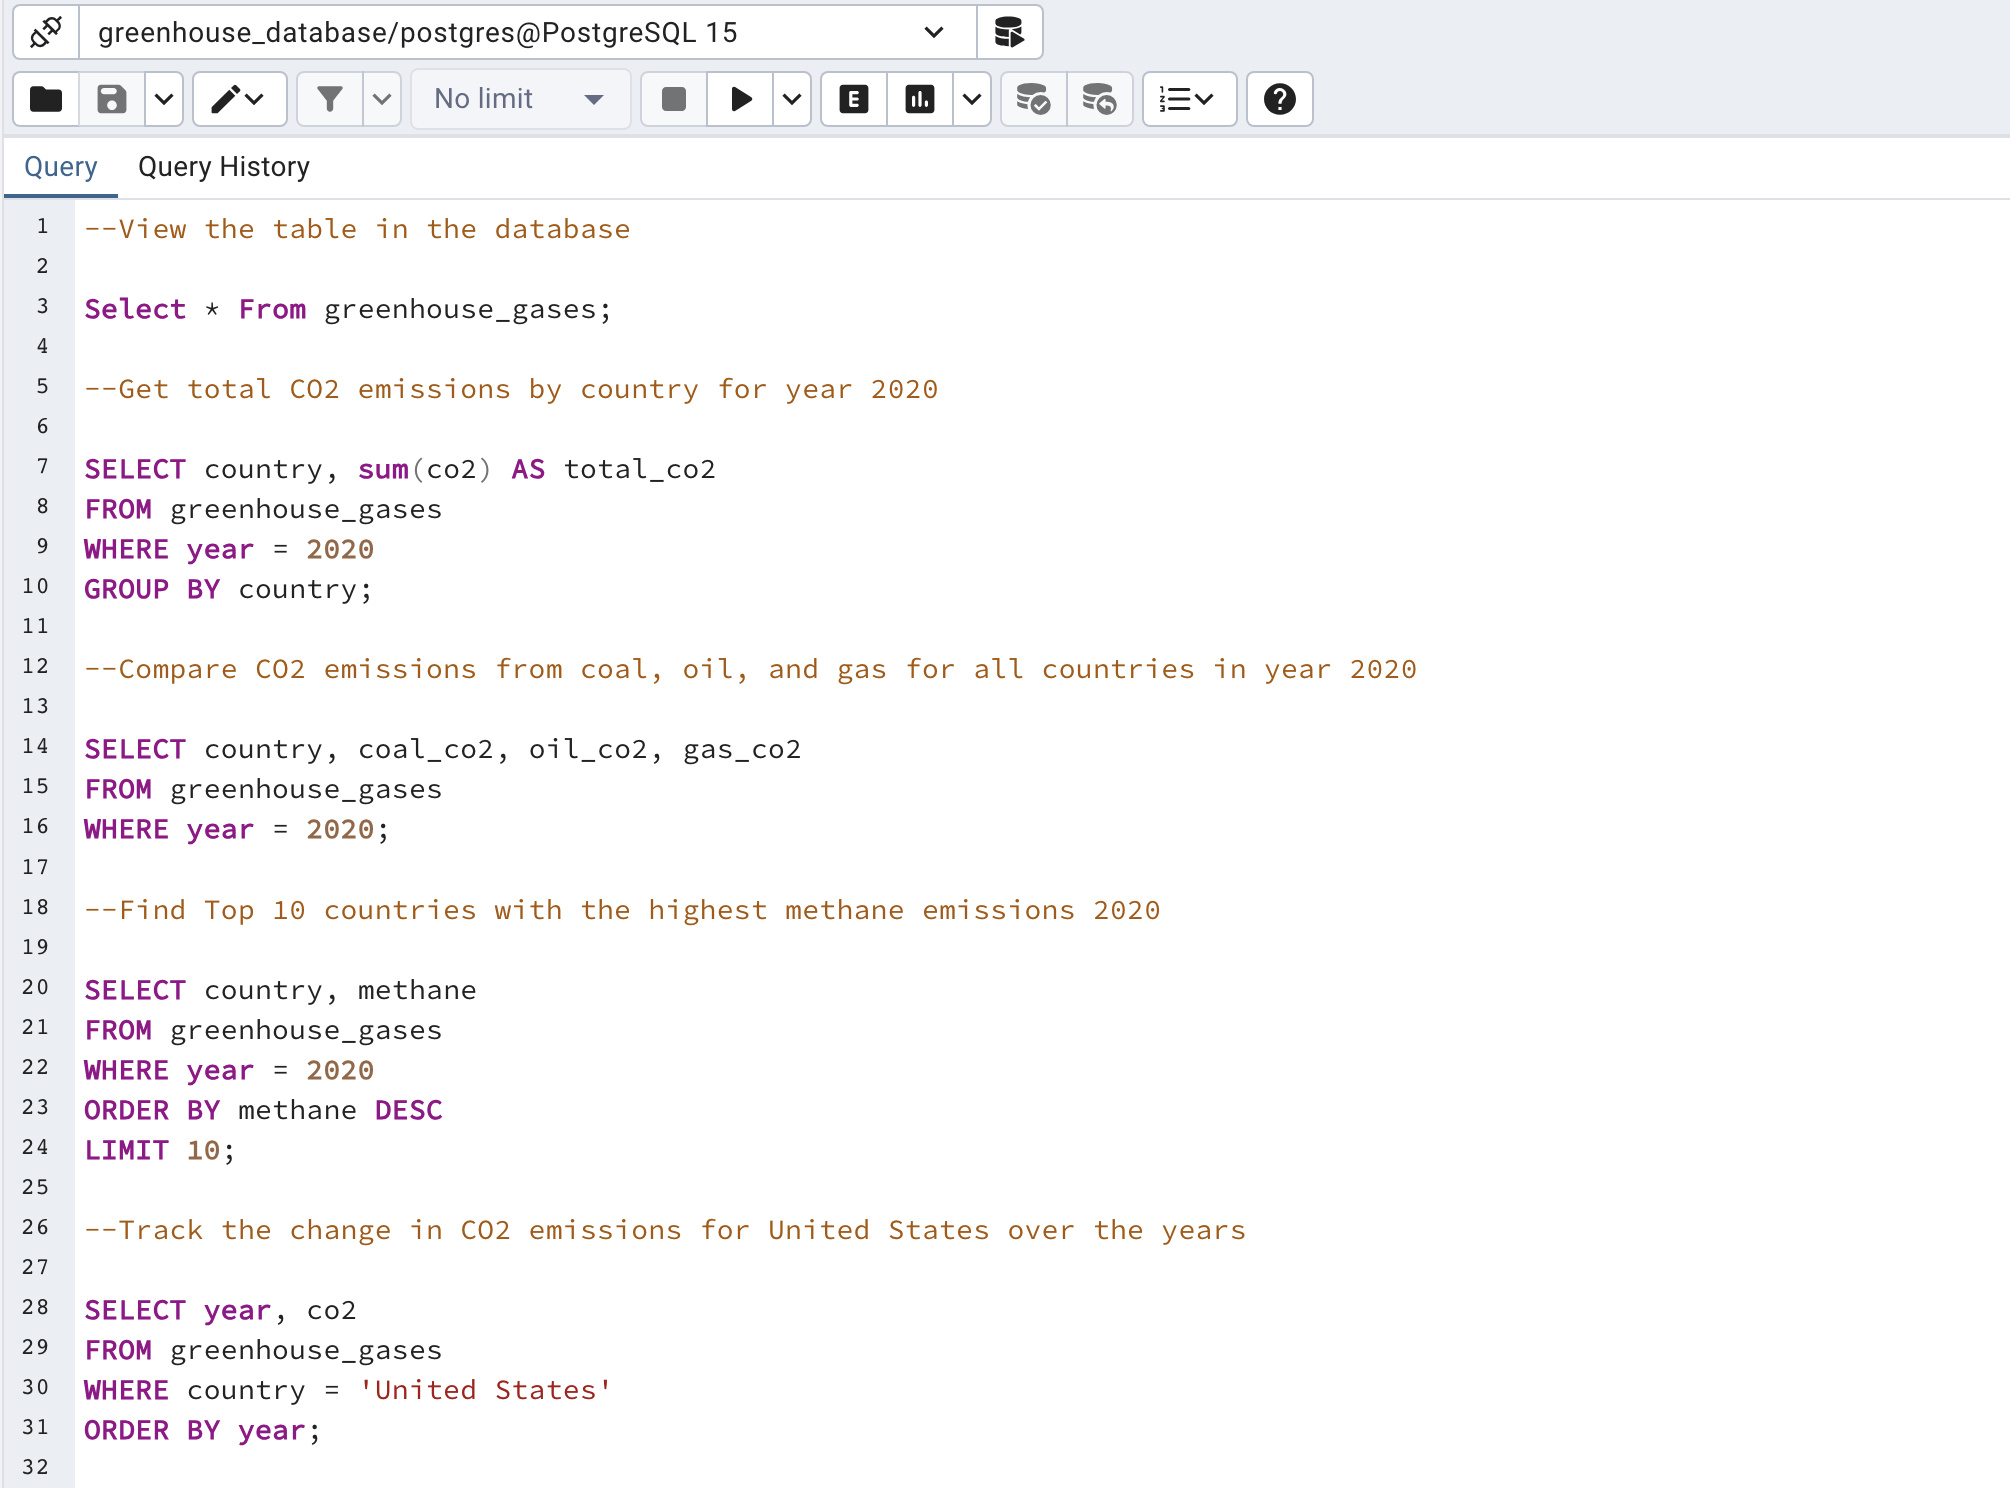 greenhouse_database/postgres@PostgreSQL 15
No limit
E
Query Query History
1 --View the table in the database
2
3 Select * From greenhouse_gases;
4
5 --Get total CO2 emissions by country for year 2020
6
7 SELECT country, sum(co2) AS total_co2
8 FROM greenhouse_gases
9 WHERE year = 2020
10 GROUP BY country;
11
12 --Compare CO2 emissions from coal, oil, and gas for all countries in year 2020
13
14 SELECT country, coal_co2, oil_co2, gas_co2
15 FROM greenhouse_gases
16 WHERE year = 2020;
17
18 --Find Top 10 countries with the highest methane emissions 2020
19
20 SELECT country, methane
21 FROM greenhouse_gases
22 WHERE year = 2020
23 ORDER BY methane DESC
24 LIMIT 10;
25
26 --Track the change in CO2 emissions for United States over the years
27
28 SELECT year, co2
29 FROM greenhouse_gases
30 WHERE country = 'United States'
31 ORDER BY year;
32